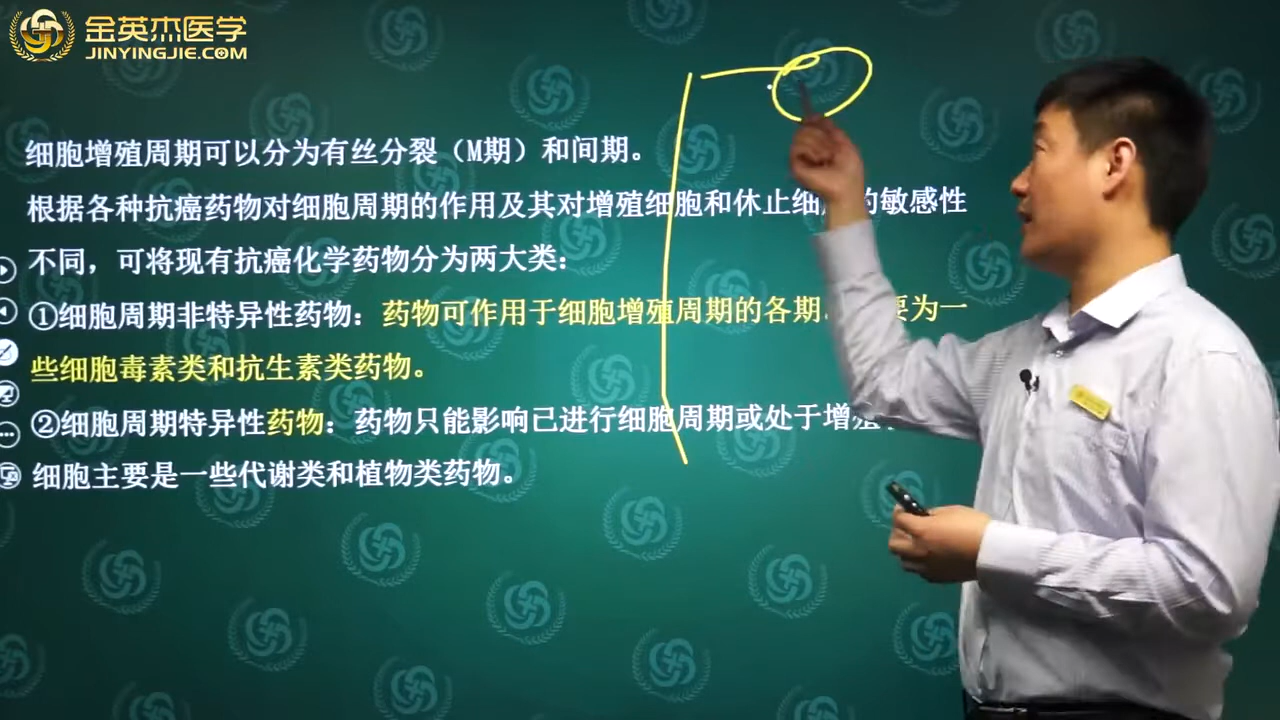 金英杰医学
JINYINGJIE.COM
细胞增殖周期可以分为有丝分裂（M期）和间期。
根据各种抗癌药物对细胞周期的作用及其对增殖细胞和休止细 的敏感性
不同，可将现有抗癌化学药物分为两大类：
①细胞周期非特异性药物：药物可作用于细胞增殖周期的各期 要为一
些细胞毒素类和抗生素类药物。
②细胞周期特异性药物：药物只能影响已进行细胞周期或处于增殖
细胞主要是一些代谢类和植物类药物。